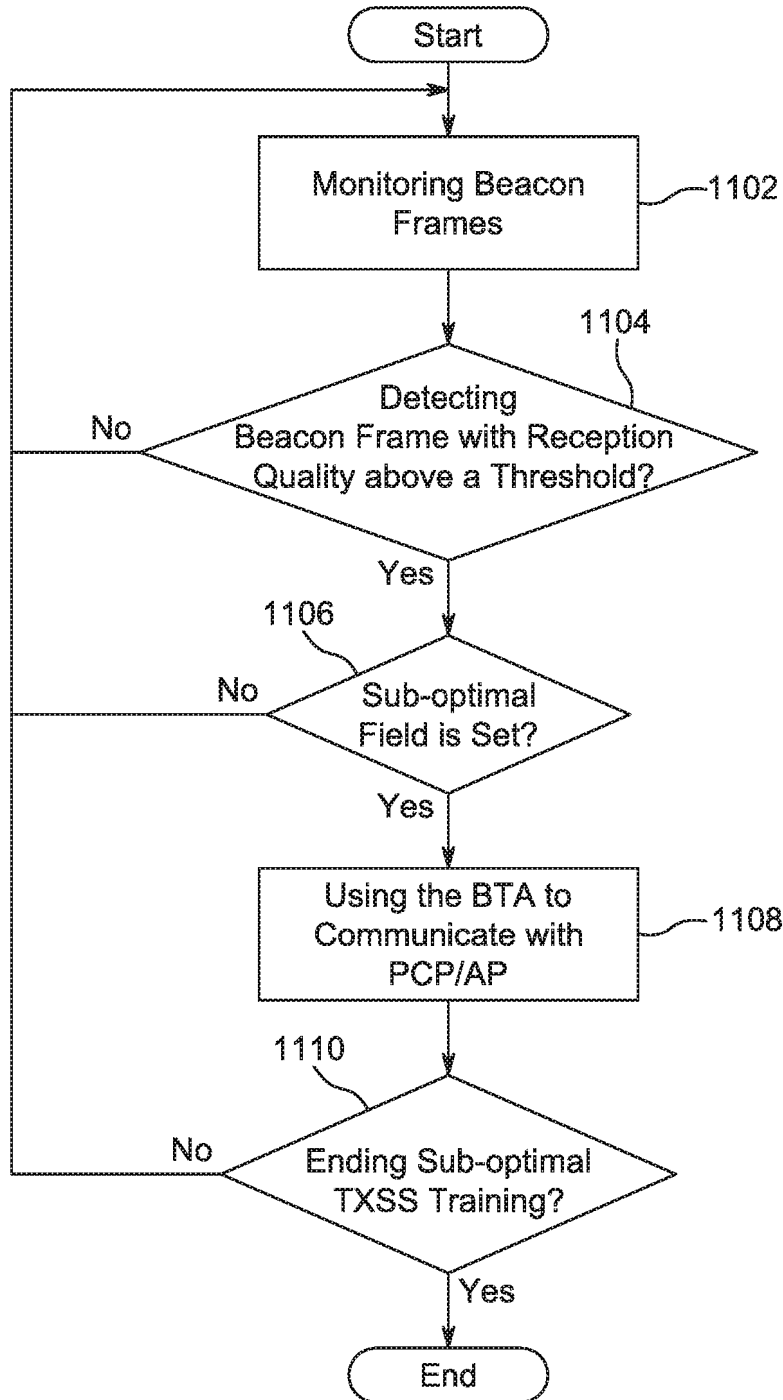 Start
Monitoring Beacon
Frames
1102
1104
Detecting
Beacon Frame with Reception
Quality above a Threshold?
No
Yes
1106
No
Sub-optimal
Field is Set?
Yes
Using the BTA to
Communicate with
PCP/AP
1108
1110
No
Ending Sub-optimal
TXSS Training?
Yes
End